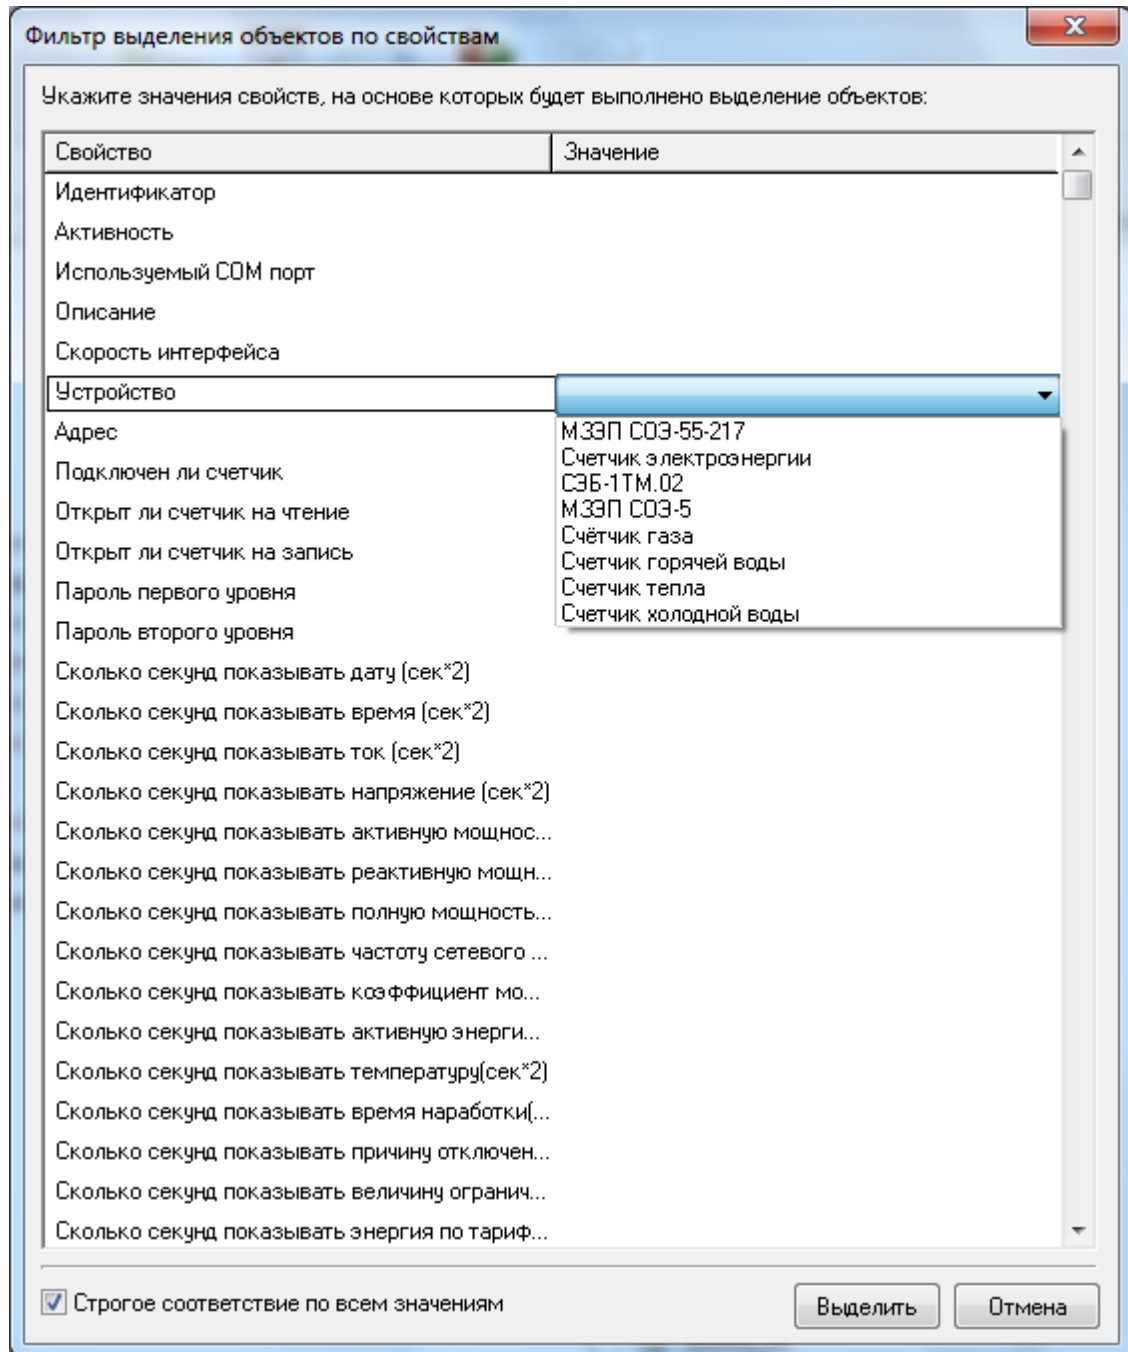 Фильтр выделения объектов по свойствам
Укажите значения свойств, на основе которых будет выполнено выделение объектов:
Свойство Значение
Идентификатор
Активность
Используемый COM порт
Описание
Скорость интерфейса
Устройство
Адрес
Подключен ли счетчик
Открыт ли счетчик на чтение
Открыт ли счетчик на запись
Пароль первого уровня
Пароль второго уровня
МЗЭП СОЭ-55-217
Счетчик электроэнергии
СЭБ-1ТМ.02
МЗЭП СОЭ-5
Счётчик газа
Счетчик горячей воды
Счетчик тепла
Счетчик холодной воды
Сколько секунд показывать дату (сек*2)
Сколько секунд показывать время (сек*2)
Сколько секунд показывать ток (сек*2)
Сколько секунд показывать напряжение (сек*2)
Сколько секунд показывать активную мощнос...
Сколько секунд показывать реактивную мощн...
Сколько секунд показывать полную мощность...
Сколько секунд показывать частоту сетевого ...
Сколько секунд показывать коэффициент мо...
Сколько секунд показывать активную энерги...
Сколько секунд показывать температуру(сек*2)
Сколько секунд показывать время наработки(...
Сколько секунд показывать причину отключен...
Сколько секунд показывать величину огранич...
Сколько секунд показывать энергия по тариф...
Строгое соответствие по всем значениям
Выделить
Отмена